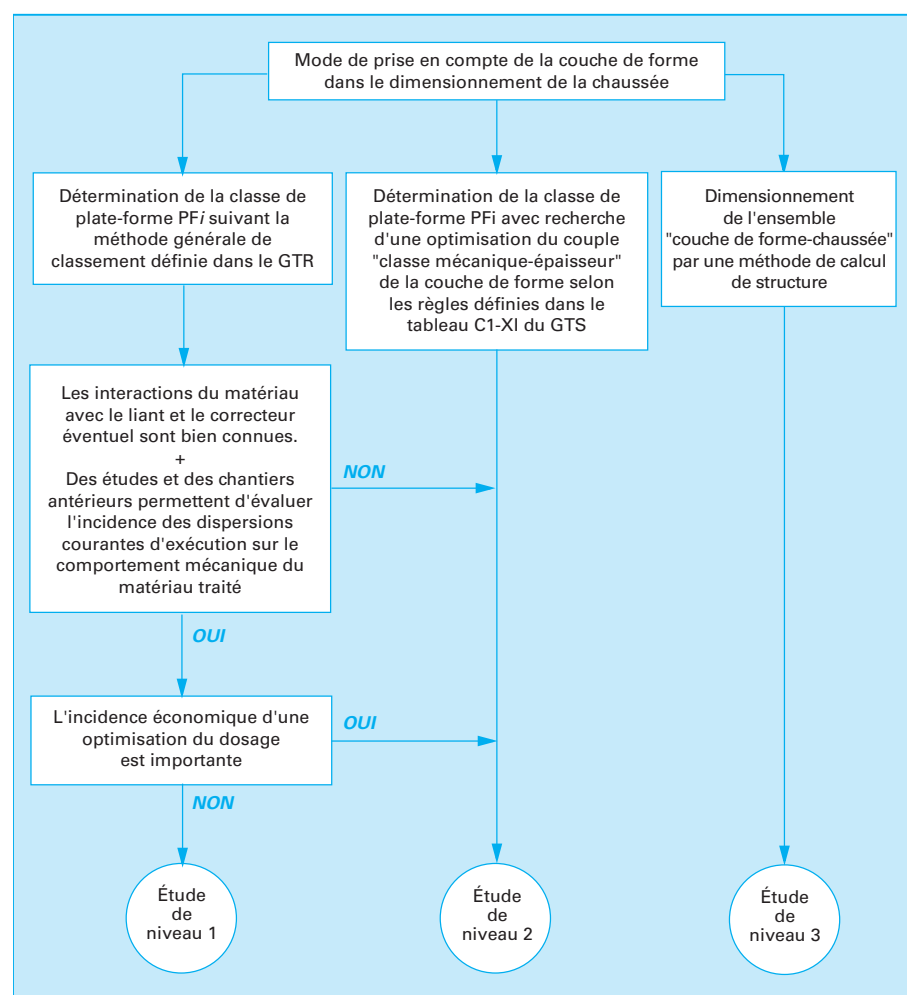 Mode de prise en compte de la couche de forme
dans le dimensionnement de la chaussée
Détermination de la classe de
plate-forme PFi suivant la
méthode générale de
classement définie dans le GTR
Détermination de la classe de
plate-forme PFi avec recherche
d'une optimisation du couple
"classe mécanique-épaisseur"
de la couche de forme selon
les règles définies dans le
tableau C1-XI du GTS
Dimensionnement
de l'ensemble
"couche de forme-chaussée"
par une méthode de calcul
de structure
Les interactions du matériau
avec le liant et le correcteur
éventuel sont bien connues.
+
Des études et des chantiers
antérieurs permettent d'évaluer
l'incidence des dispersions
courantes d'exécution sur le
comportement mécanique du
matériau traité
NON
OUI
L'incidence économique d'une
optimisation du dosage
est importante
OUI
NON
Étude
de
niveau 1
Étude
de
niveau 2
Étude
de
niveau 3